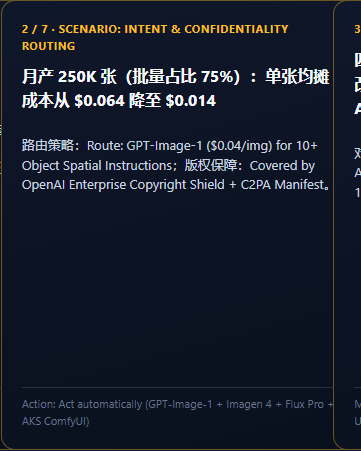 2 / 7 · SCENARIO: INTENT & CONFIDENTIALITY
ROUTING
月产 250K 张（批量占比 75%）：单张均摊
成本从 $0.064 降至 $0.014
路由策略：Route: GPT-Image-1 ($0.04/img) for 10+
Object Spatial Instructions；版权保障：Covered by
OpenAI Enterprise Copyright Shield + C2PA Manifest。
Action: Act automatically (GPT-Image-1 + Imagen 4 + Flux Pro +
AKS ComfyUI)
3